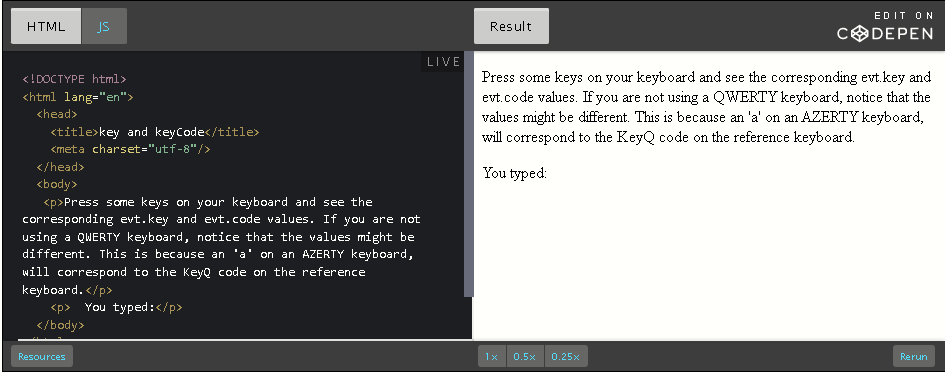 HTML
JS
Result
EDIT ON
CODEPEN
LIVE
<!DOCTYPE html>
<html lang="en">
<head>
<title>key and keyCode</title>
<meta charset="utf-8"/>
</head>
<body>
<p>Press some keys on your keyboard and see the
corresponding evt.key and evt.code values. If you are not
using a QWERTY keyboard, notice that the values might be
different. This is because an 'a' on an AZERTY keyboard,
will correspond to the KeyQ code on the reference
keyboard.</p>
<p>  You typed:</p>
</body>
Press some keys on your keyboard and see the corresponding evt.key and
evt.code values. If you are not using a QWERTY keyboard, notice that the
values might be different. This is because an 'a' on an AZERTY keyboard,
will correspond to the KeyQ code on the reference keyboard.
You typed:
Resources
1×
0.5×
0.25×
Rerun